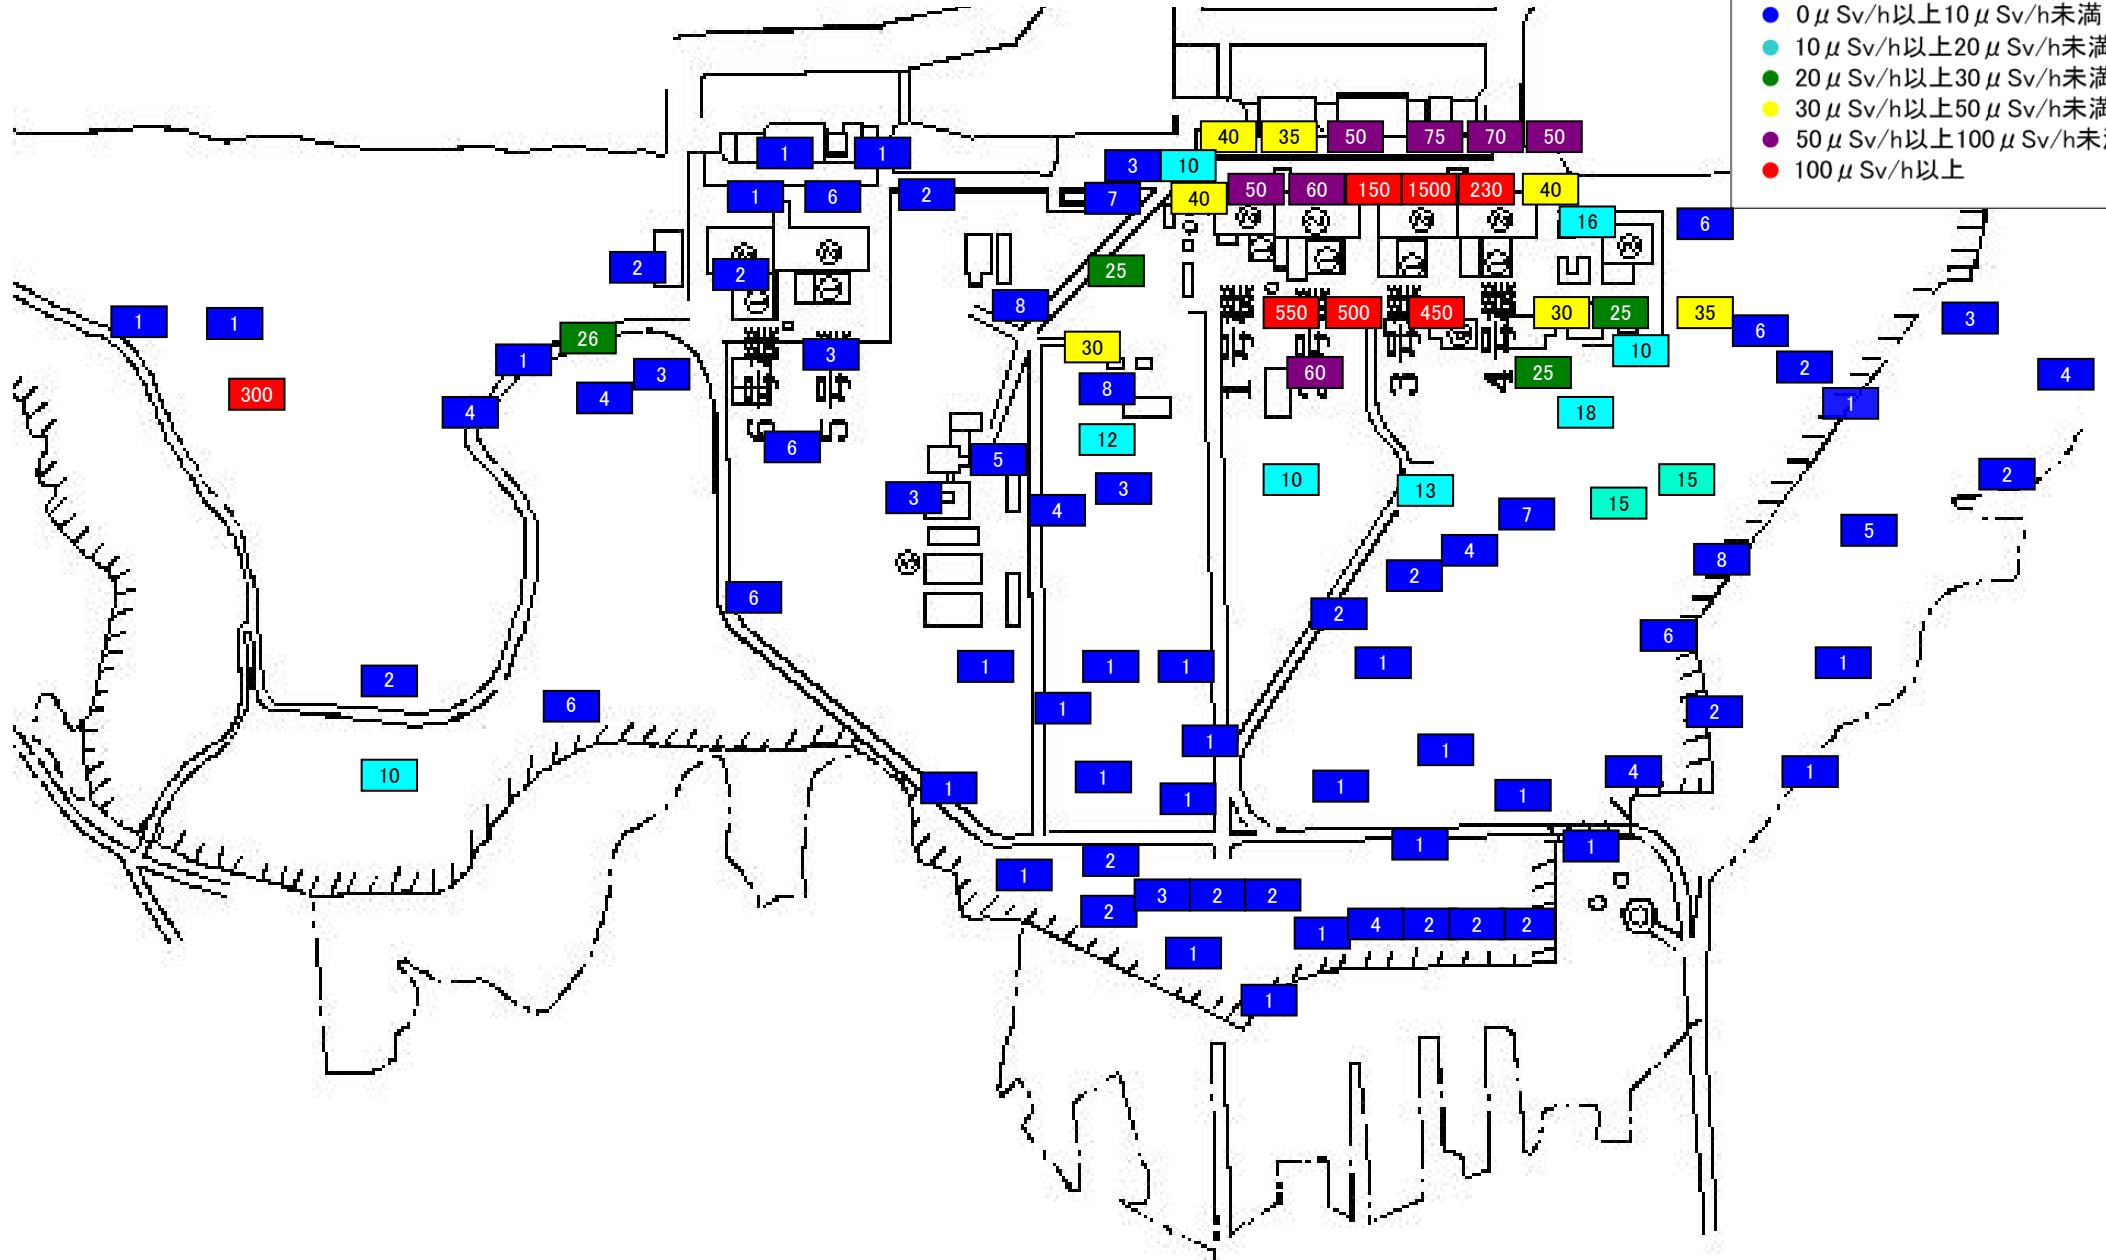 0μSv/h以上10μSv/h未満
10μSv/h以上20μSv/h未満
20μSv/h以上30μSv/h未満
30μSv/h以上50μSv/h未満
50μSv/h以上100μSv/h未
100μSv/h以上
40 35 50 75 70 50
1 1 3 10
1 6 2 7 40 50 60 150 1500 230 40
16 6
2 2 25
8
1 1 550 500 450 30 25 35 6 3
26 1 3 30 10
3 4 8 60 25 2 4
300 4 18 1
6 12
5 3 10 13 15 2
3 4 7 15 5
4 8
2
6 2 6
1 1 1 1 1
2 6 1 2
1 1
10 1 1 1 4 1
1 1 1
2 1 1
1 3 2 2
2 1 4 2 2 2
1
1
1 2 3 4
6 5